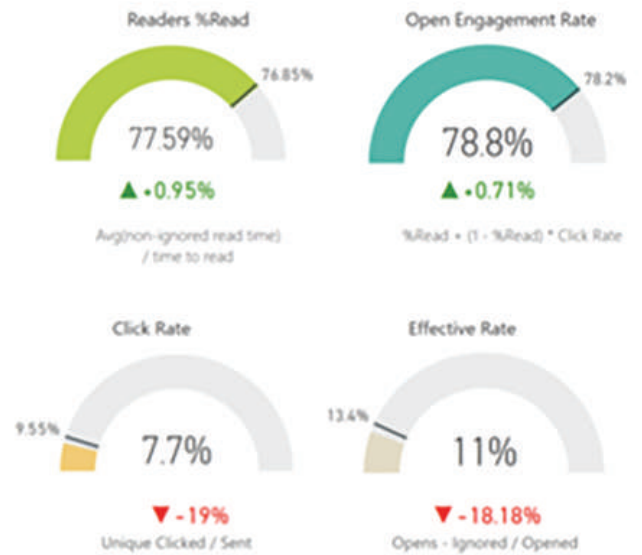 Readers %Read
76.85%
77.59%
▲ +0.95%
Avg(non-ignored read time)
/ time to read
Open Engagement Rate
78.2%
78.8%
▲ +0.71%
%Read + (1 - %Read) * Click Rate
Click Rate
9.55%
7.7%
▼ -19%
Unique Clicked / Sent
Effective Rate
13.4%
11%
▼ -18.18%
Opens - Ignored / Opened